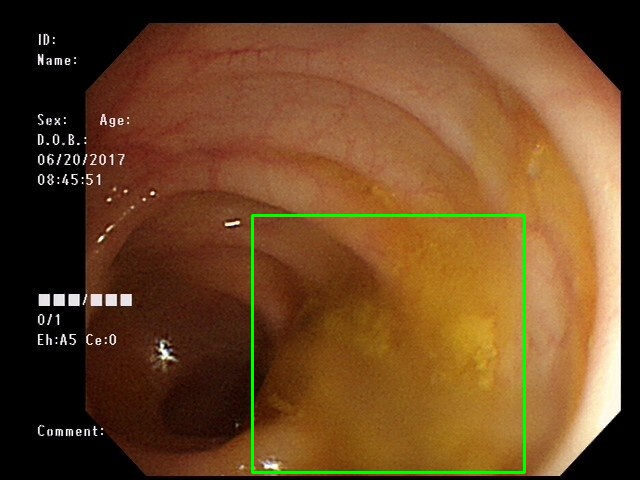 ID:
Name:
Sex: Age:
D.O.B.:
06/20/2017
08:45:51
■■■/■■■
0/1
Eh:A5 Ce:0
Comment: